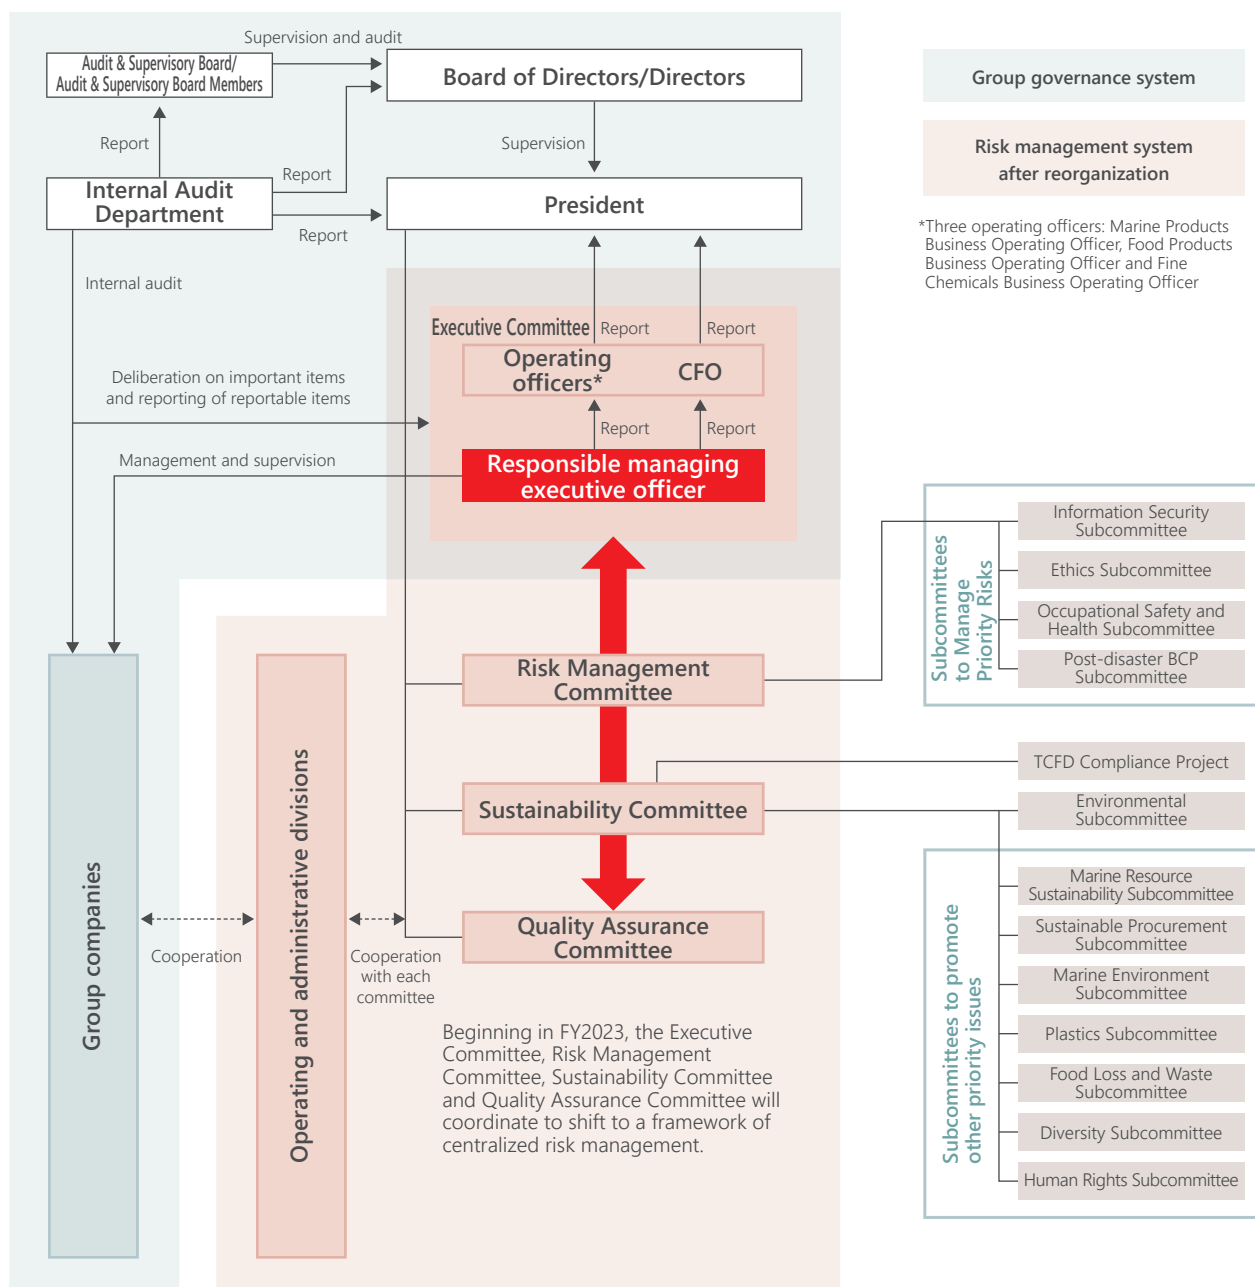 Supervision and audit
Audit & Supervisory Board/
Audit & Supervisory Board Members
Board of Directors/Directors
Report
Report
Supervision
Internal Audit
Department
Report
President
Internal audit
Executive Committee
Report
Report
Operating
officers*
CFO
Deliberation on important items
and reporting of reportable items
Report
Report
Management and supervision
Responsible managing
executive officer
Risk Management
Committee
Sustainability Committee
Quality Assurance
Committee
Group companies
Cooperation
Operating and administrative divisions
Cooperation
with each
committee
Beginning in FY2023, the Executive
Committee, Risk Management
Committee, Sustainability Committee
and Quality Assurance Committee will
coordinate to shift to a framework of
centralized risk management.
Group governance system
Risk management system
after reorganization
*Three operating officers: Marine Products
Business Operating Officer, Food Products
Business Operating Officer and Fine
Chemicals Business Operating Officer
Subcommittees
to Manage
Priority Risks
Information Security
Subcommittee
Ethics Subcommittee
Occupational Safety and
Health Subcommittee
Post-disaster BCP
Subcommittee
TCFD Compliance Project
Environmental
Subcommittee
Subcommittees to promote
other priority issues
Marine Resource
Sustainability Subcommittee
Sustainable Procurement
Subcommittee
Marine Environment
Subcommittee
Plastics Subcommittee
Food Loss and Waste
Subcommittee
Diversity Subcommittee
Human Rights Subcommittee